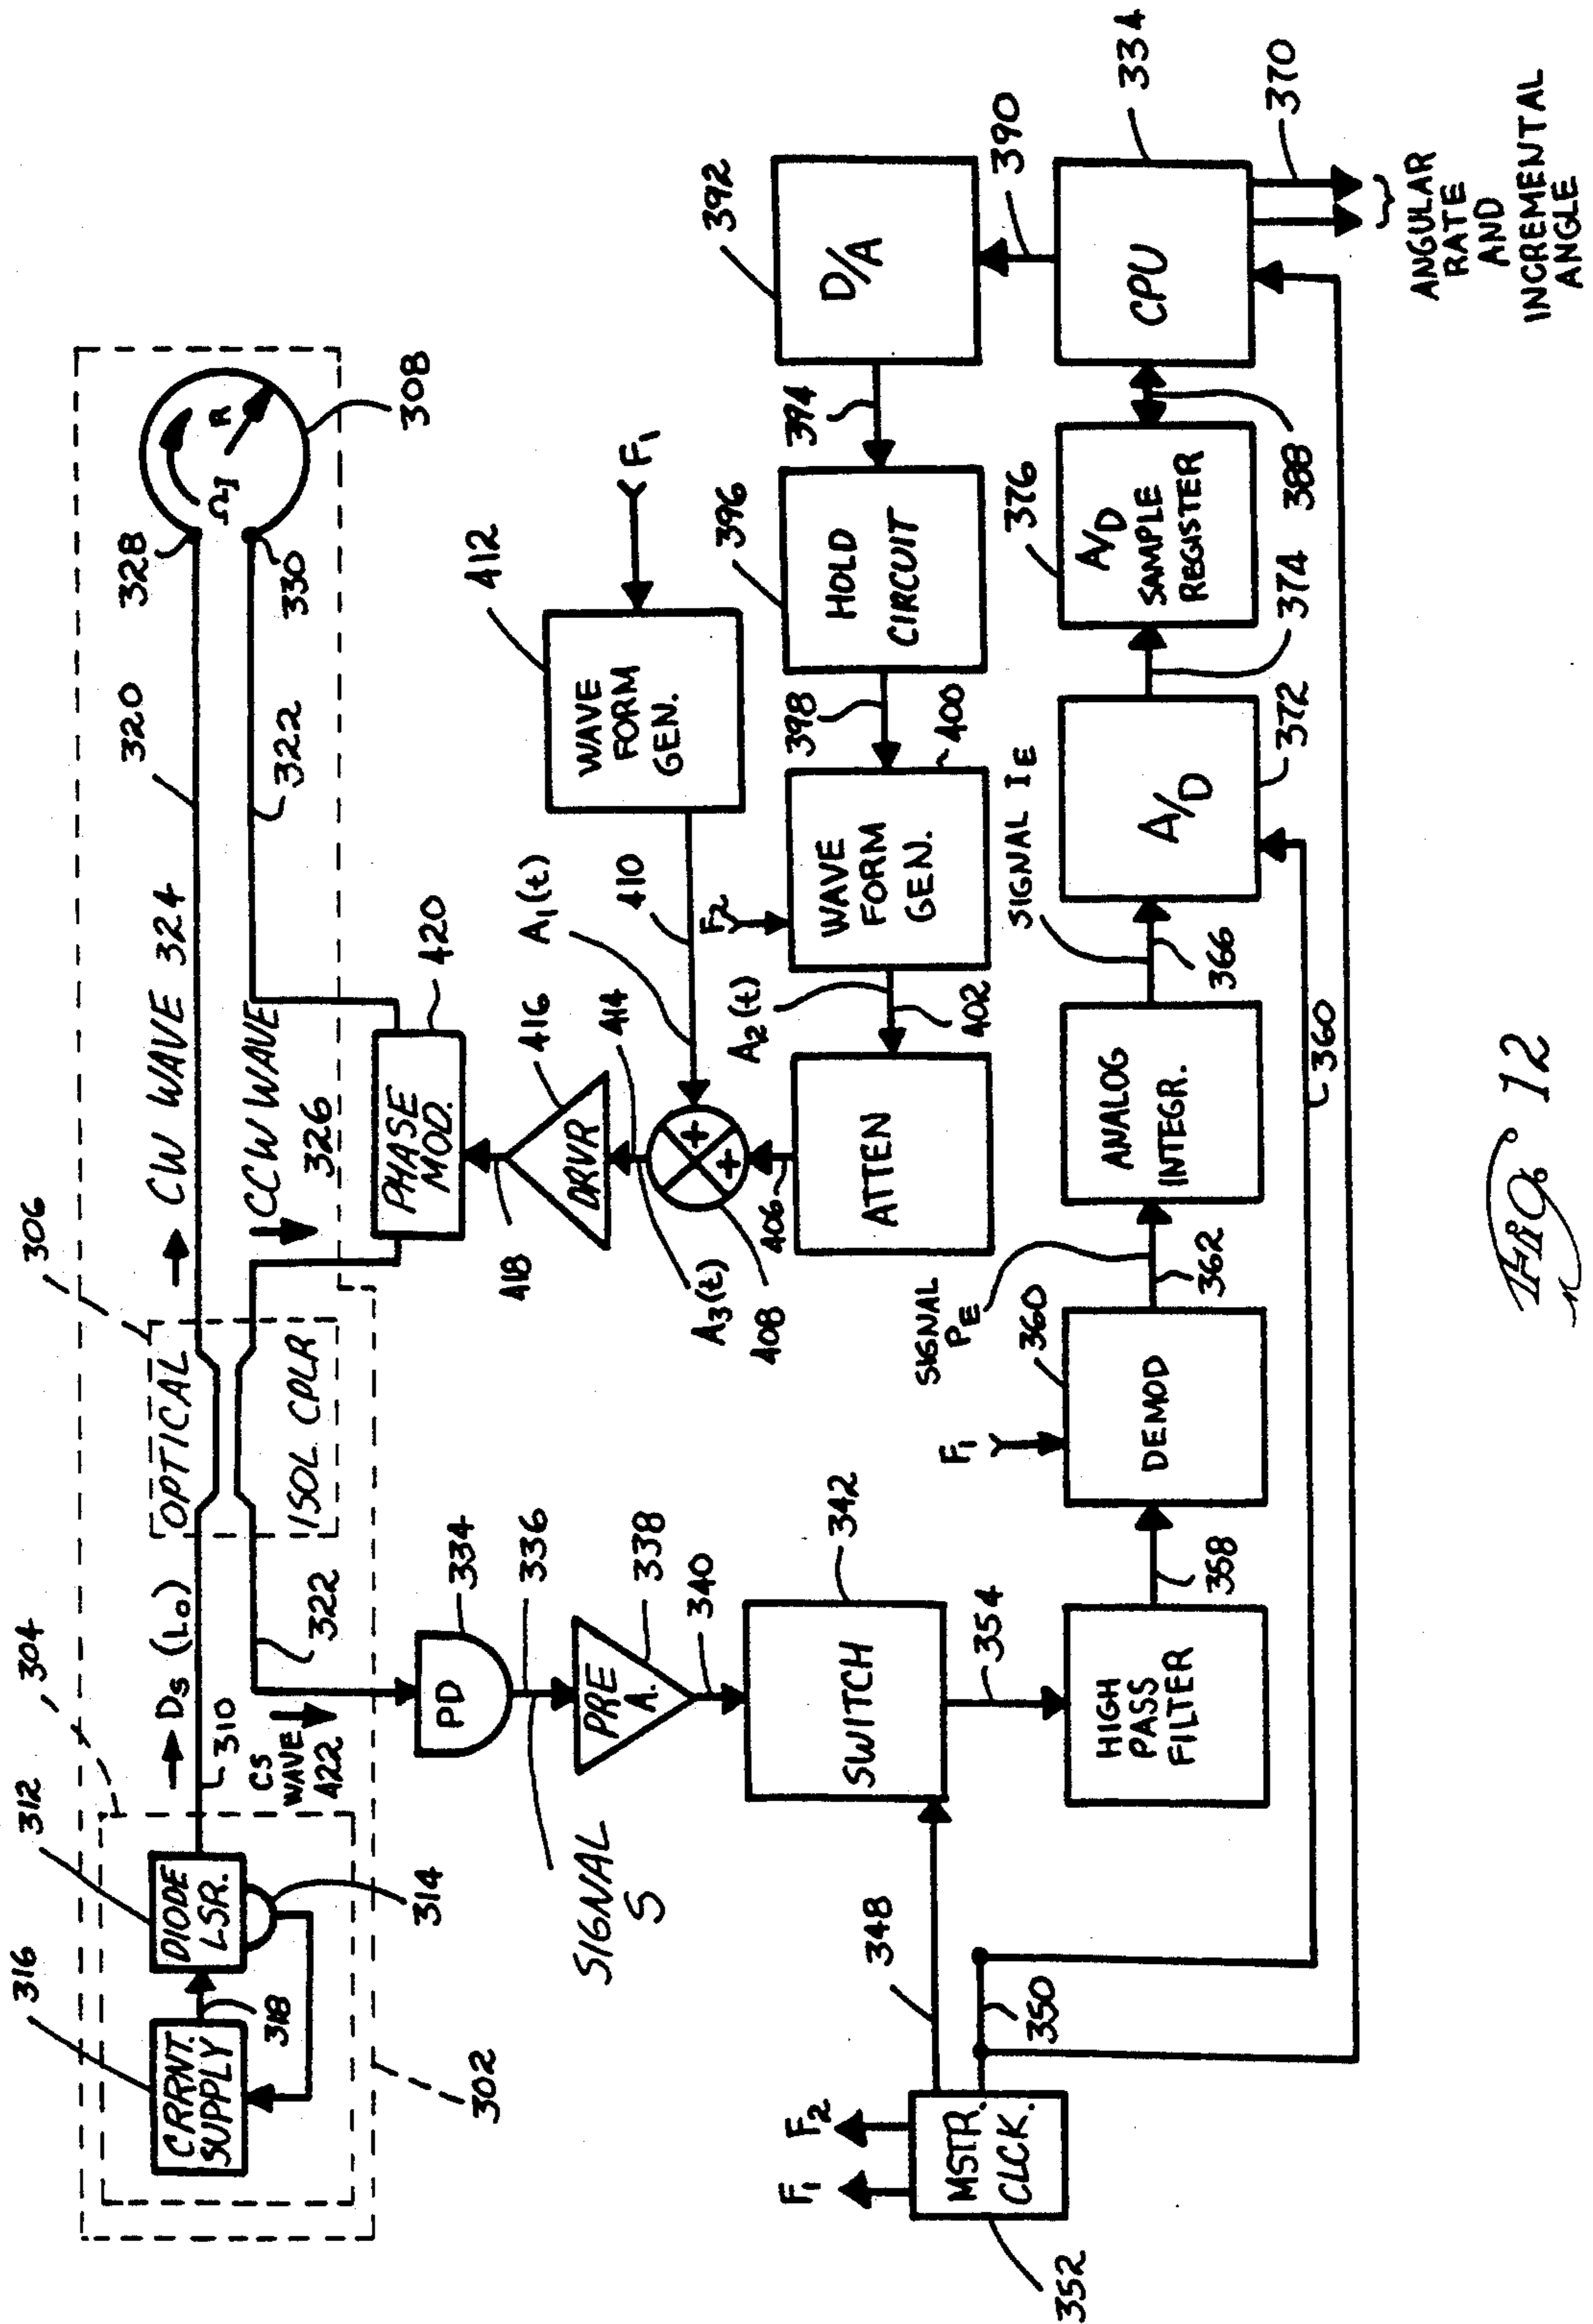 316
312
304
306
CRRNT.
SUPPLY
318
DIODE
LSR.
314
302
310
Ds (Lo)
CS
WAVE
422
322
OPTICAL
ISOL CPLR
CW WAVE 324
CCW WAVE
326
320
322
328
330
ΩI
R
308
PD
334
336
SIGNAL
S
PRE
A.
338
340
SWITCH
342
348
354
PHASE
MOD.
420
418
DRVR
416
414
A3(t)
408
+
+
406
A1(t)
410
WAVE
FORM
GEN.
412
F1
ATTEN
A2(t)
402
F2
WAVE
FORM
GEN.
400
398
HOLD
CIRCUIT
396
394
D/A
392
390
HIGH
PASS
FILTER
358
F1
DEMOD
360
SIGNAL
PE
362
ANALOG
INTEGR.
SIGNAL IE
366
A/D
372
374
A/D
SAMPLE
REGISTER
376
388
CPU
334
370
ANGULAR
RATE
AND
INCREMENTAL
ANGLE
F1
F2
MSTR.
CLCK.
352
350
360
Fig. 12